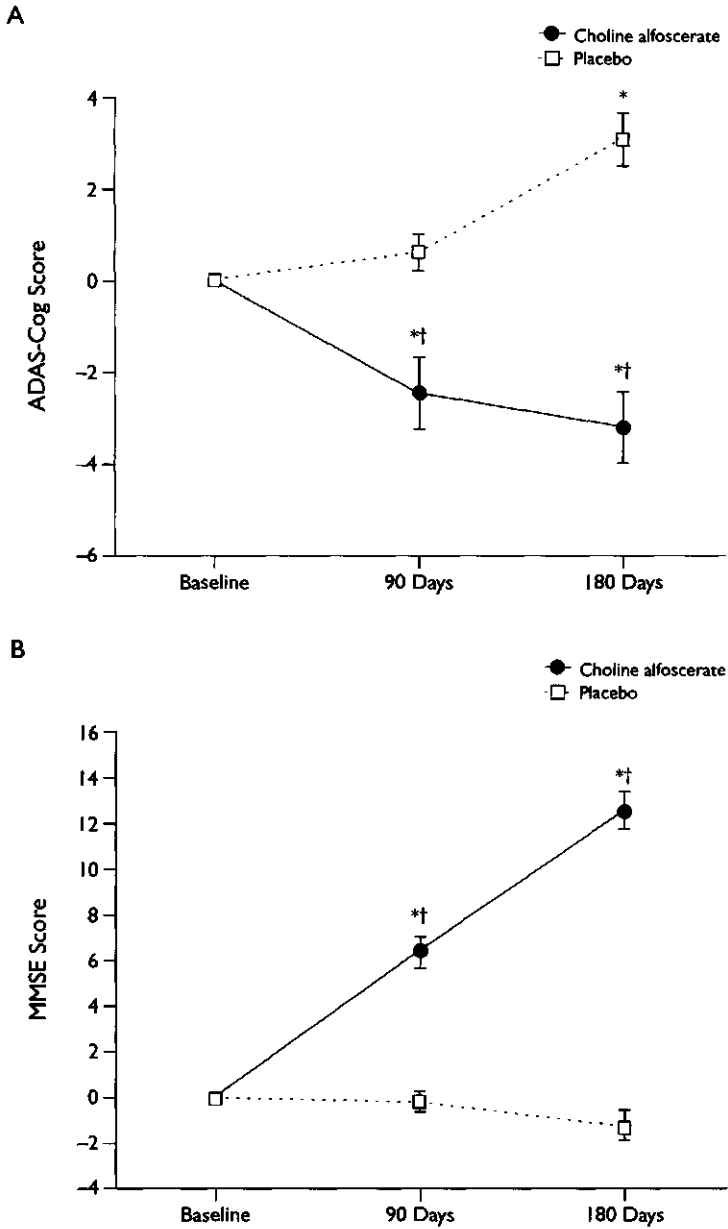 A
Choline alfoscerate
Placebo
4
*
2
0
*†
*†
−2
−4
−6
ADAS-Cog Score
Baseline 90 Days 180 Days
B
Choline alfoscerate
Placebo
16
14
*†
12
10
8
*†
6
4
2
0
−2
−4
MMSE Score
Baseline 90 Days 180 Days